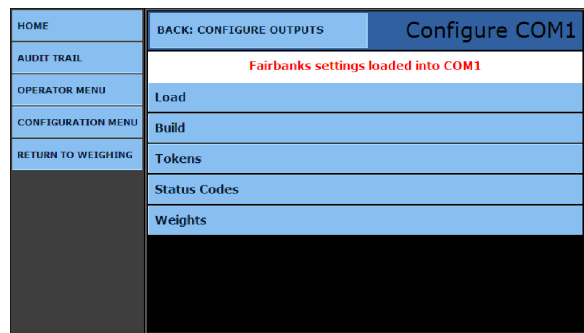 HOME
AUDIT TRAIL
OPERATOR MENU
CONFIGURATION MENU
RETURN TO WEIGHING
BACK: CONFIGURE OUTPUTS
Configure COM1
Fairbanks settings loaded into COM1
Load
Build
Tokens
Status Codes
Weights